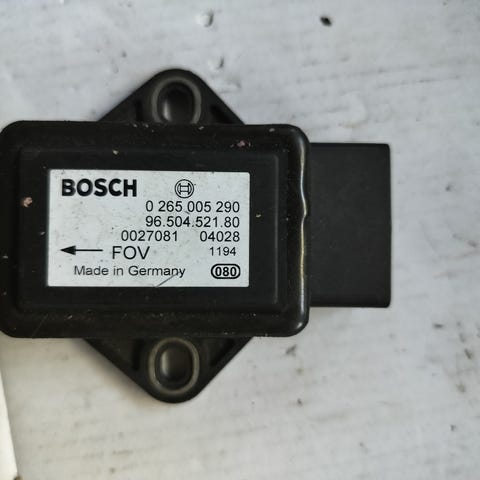 BOSCH
0 265 005 290
96.504.521.80
0027081 04028
← FOV 1194
Made in Germany 080